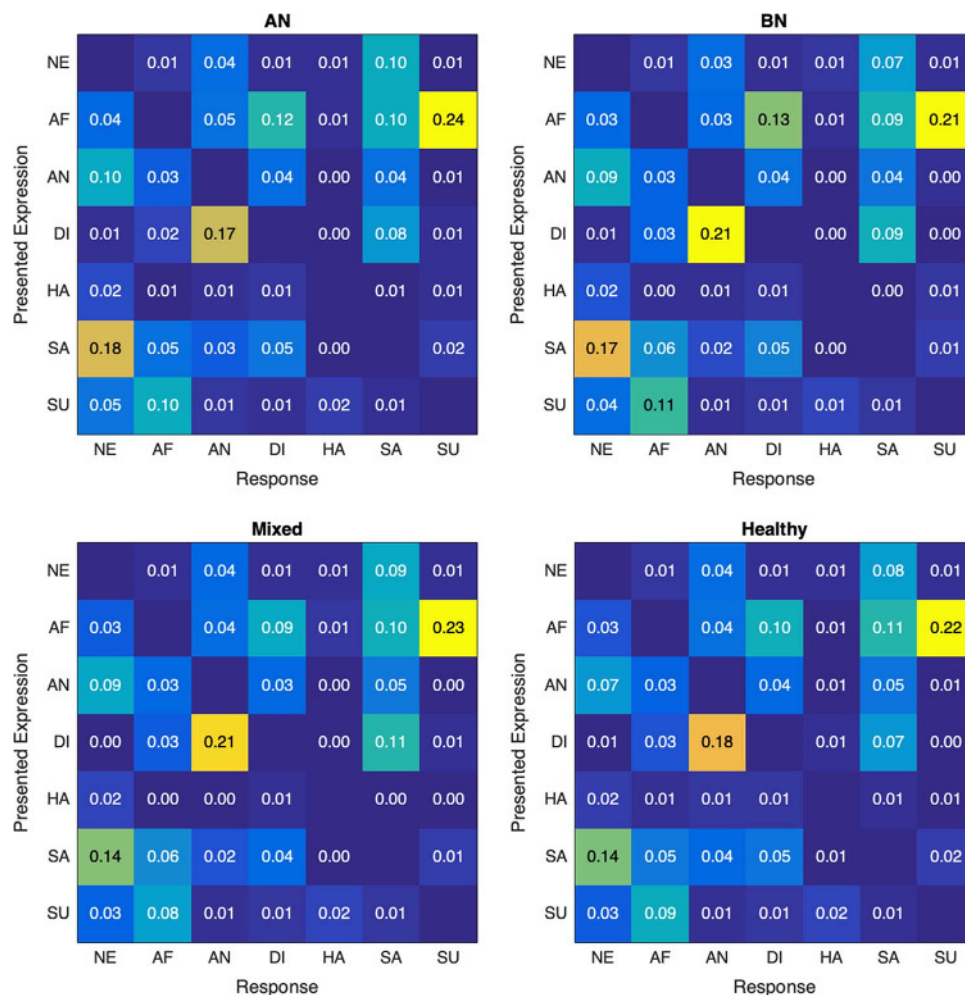 AN
NE 0.01 0.04 0.01 0.01 0.10 0.01
AF 0.04 0.05 0.12 0.01 0.10 0.24
AN 0.10 0.03 0.04 0.00 0.04 0.01
DI 0.01 0.02 0.17 0.00 0.08 0.01
HA 0.02 0.01 0.01 0.01 0.01 0.01
SA 0.18 0.05 0.03 0.05 0.00 0.02
SU 0.05 0.10 0.01 0.01 0.02 0.01
NE AF AN DI HA SA SU
Presented Expression
Response
BN
NE 0.01 0.03 0.01 0.01 0.07 0.01
AF 0.03 0.03 0.13 0.01 0.09 0.21
AN 0.09 0.03 0.04 0.00 0.04 0.00
DI 0.01 0.03 0.21 0.00 0.09 0.00
HA 0.02 0.00 0.01 0.01 0.00 0.01
SA 0.17 0.06 0.02 0.05 0.00 0.01
SU 0.04 0.11 0.01 0.01 0.01 0.01
NE AF AN DI HA SA SU
Presented Expression
Response
Mixed
NE 0.01 0.04 0.01 0.01 0.09 0.01
AF 0.03 0.04 0.09 0.01 0.10 0.23
AN 0.09 0.03 0.03 0.00 0.05 0.00
DI 0.00 0.03 0.21 0.00 0.11 0.01
HA 0.02 0.00 0.00 0.01 0.00 0.00
SA 0.14 0.06 0.02 0.04 0.00 0.01
SU 0.03 0.08 0.01 0.01 0.02 0.01
NE AF AN DI HA SA SU
Presented Expression
Response
Healthy
NE 0.01 0.04 0.01 0.01 0.08 0.01
AF 0.03 0.04 0.10 0.01 0.11 0.22
AN 0.07 0.03 0.04 0.01 0.05 0.01
DI 0.01 0.03 0.18 0.01 0.07 0.00
HA 0.02 0.01 0.01 0.01 0.01 0.01
SA 0.14 0.05 0.04 0.05 0.01 0.02
SU 0.03 0.09 0.01 0.01 0.02 0.01
NE AF AN DI HA SA SU
Presented Expression
Response